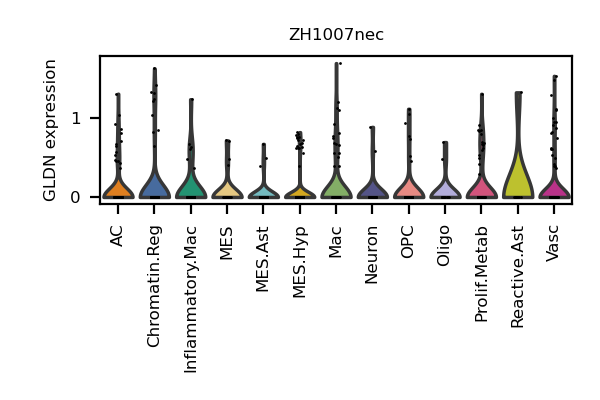 ZH1007nec
GLDN expression
1
0
AC
Chromatin.Reg
Inflammatory.Mac
MES
MES.Ast
MES.Hyp
Mac
Neuron
OPC
Oligo
Prolif.Metab
Reactive.Ast
Vasc